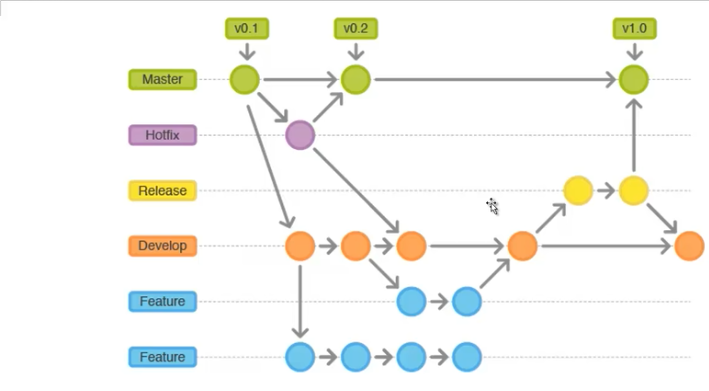 v0.1
v0.2
v1.0
Master
Hotfix
Release
Develop
Feature
Feature